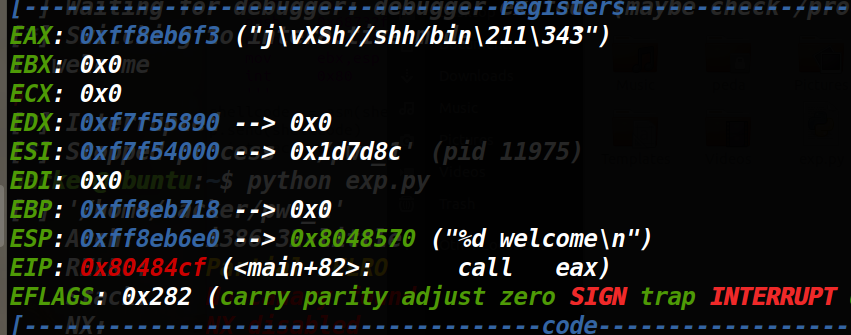 [----------------------------------registers-----------------------------------
EAX: 0xff8eb6f3 ("j\vXSh//shh/bin\211\343")
EBX: 0x0
ECX: 0x0
EDX: 0xf7f55890 --> 0x0
ESI: 0xf7f54000 --> 0x1d7d8c
EDI: 0x0
EBP: 0xff8eb718 --> 0x0
ESP: 0xff8eb6e0 --> 0x8048570 ("%d welcome\n")
EIP: 0x80484cf (<main+82>: call eax)
EFLAGS: 0x282 (carry parity adjust zero SIGN trap INTERRUPT
[-------------------------------------code-------------------------------------